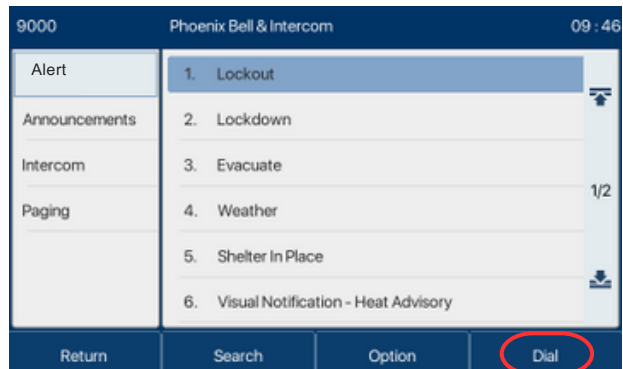 9000 Phoenix Bell & Intercom 09:46
Alert
Announcements
Intercom
Paging
1. Lockout
2. Lockdown
3. Evacuate
4. Weather
5. Shelter In Place
6. Visual Notification - Heat Advisory
1/2
Return Search Option Dial